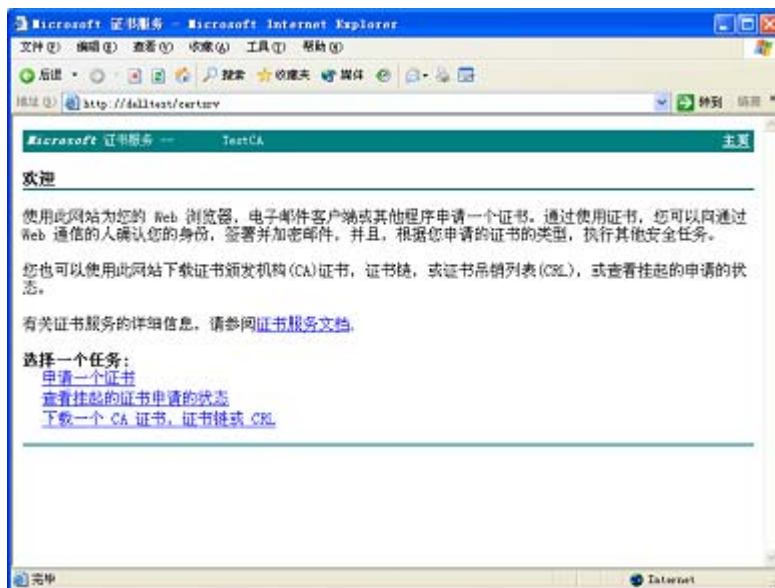 Microsoft 证书服务 - Microsoft Internet Explorer
文件(F) 编辑(E) 查看(V) 收藏(A) 工具(T) 帮助(H)
后退 搜索 收藏夹 媒体
地址(D) http://delltest/certsrv 转到 链接
Microsoft 证书服务 -- TestCA 主页
欢迎
使用此网站为您的 Web 浏览器，电子邮件客户端或其他程序申请一个证书。通过使用证书，您可以向通过
Web 通信的人确认您的身份，签署并加密邮件，并且，根据您申请的证书的类型，执行其他安全任务。
您也可以使用此网站下载证书颁发机构(CA)证书，证书链，或证书吊销列表(CRL)，或查看挂起的申请的状
态。
有关证书服务的详细信息，请参阅证书服务文档.
选择一个任务:
申请一个证书
查看挂起的证书申请的状态
下载一个 CA 证书，证书链或 CRL
完毕 Internet